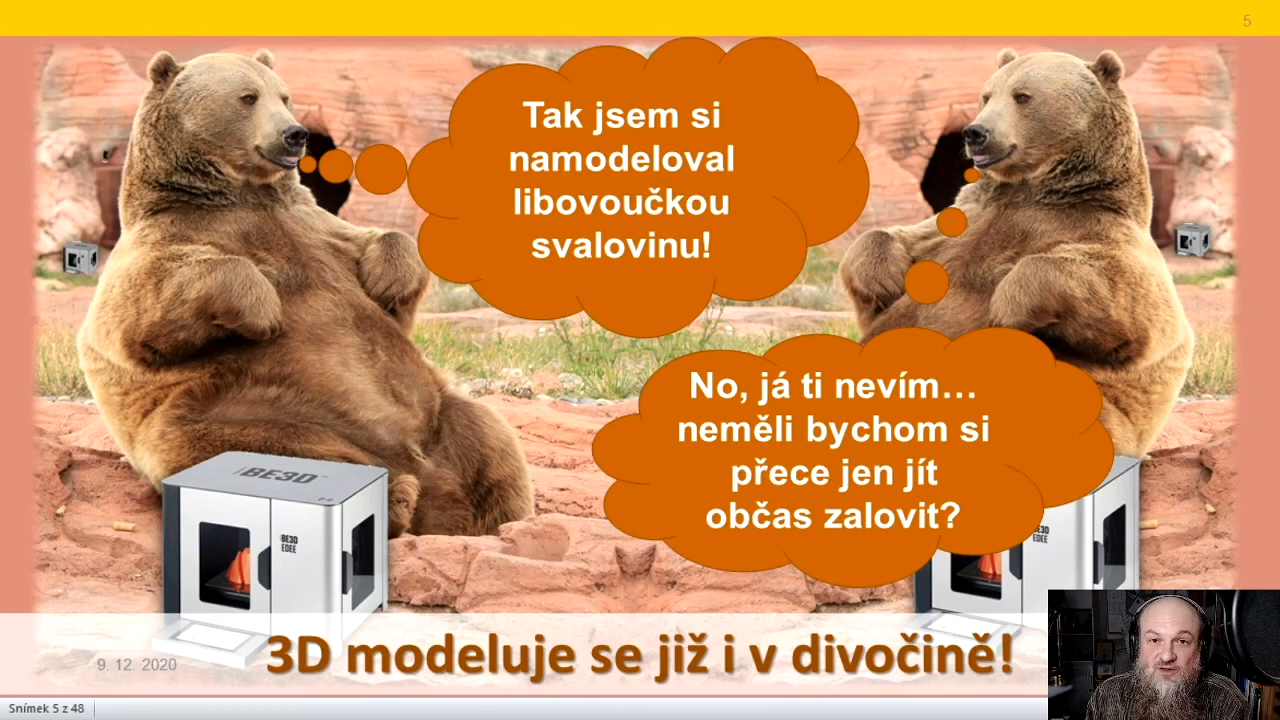 5
Tak jsem si
namodeloval
libovoučkou
svalovinu!
No, já ti nevím…
neměli bychom si
přece jen jít
občas zalovit?
BE3D
BE3D
EDEE
BE3D
EDEE
9. 12. 2020
3D modeluje se již i v divočině!
Snímek 5 z 48